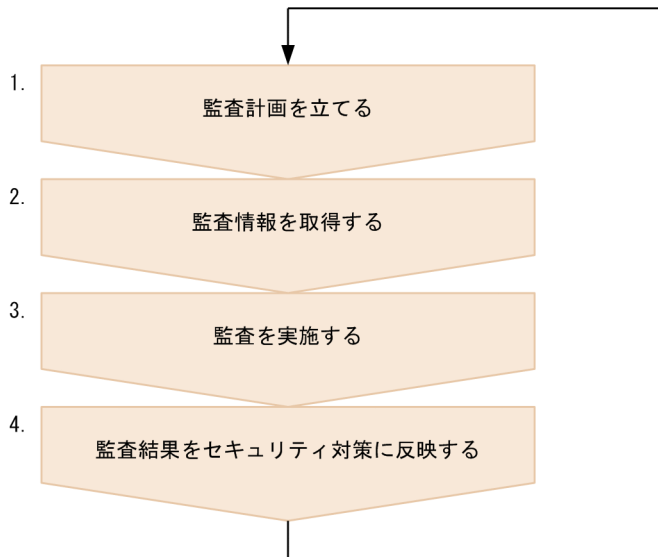 1.
監査計画を立てる
2.
監査情報を取得する
3.
監査を実施する
4.
監査結果をセキュリティ対策に反映する